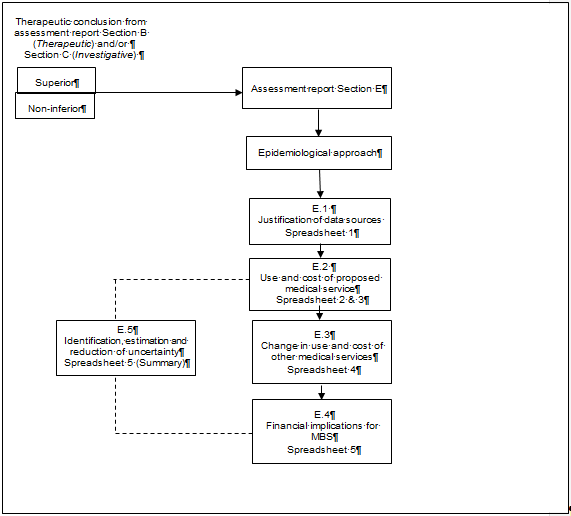 Therapeutic conclusion from
assessment report Section B
(Therapeutic) and/or ¶
Section C (Investigative) ¶
Superior¶
Non-inferior¶
Assessment report Section E¶
Epidemiological approach¶
E.1 ¶
Justification of data sources
Spreadsheet 1¶
E.2 ¶
Use and cost of proposed
medical service¶
Spreadsheet 2 & 3¶
E.5¶
Identification, estimation and
reduction of uncertainty¶
Spreadsheet 5 (Summary)¶
E.3¶
Change in use and cost of
other medical services¶
Spreadsheet 4¶
E.4¶
Financial implications for
MBS¶
Spreadsheet 5¶